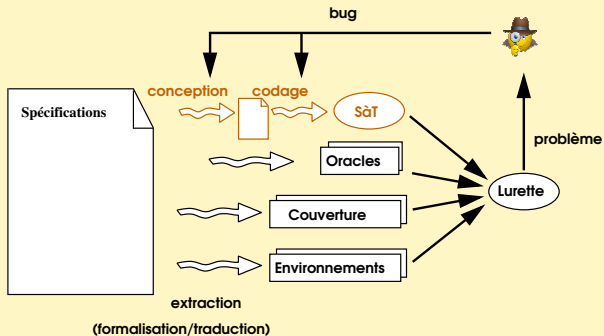 bug
conception
codage
Spécifications
SàT
problème
Oracles
Lurette
Couverture
Environnements
extraction
(formalisation/traduction)